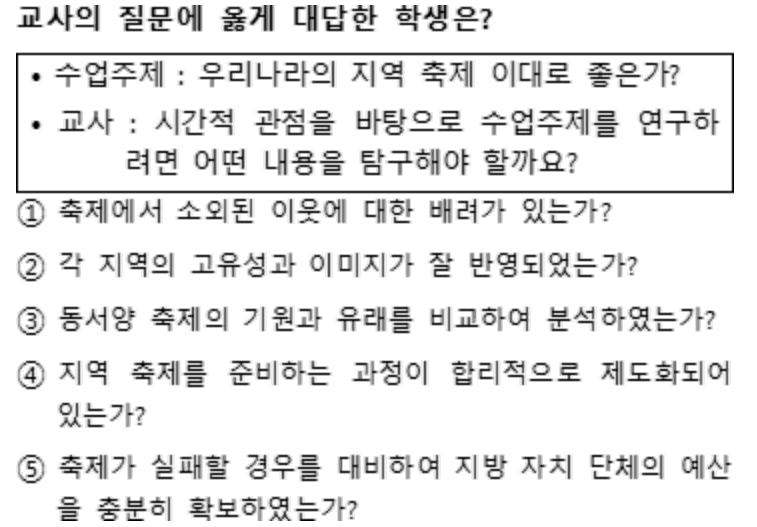 교사의 질문에 옳게 대답한 학생은?
• 수업주제 : 우리나라의 지역 축제 이대로 좋은가?
• 교사 : 시간적 관점을 바탕으로 수업주제를 연구하
려면 어떤 내용을 탐구해야 할까요?
① 축제에서 소외된 이웃에 대한 배려가 있는가?
② 각 지역의 고유성과 이미지가 잘 반영되었는가?
③ 동서양 축제의 기원과 유래를 비교하여 분석하였는가?
④ 지역 축제를 준비하는 과정이 합리적으로 제도화되어
있는가?
⑤ 축제가 실패할 경우를 대비하여 지방 자치 단체의 예산
을 충분히 확보하였는가?